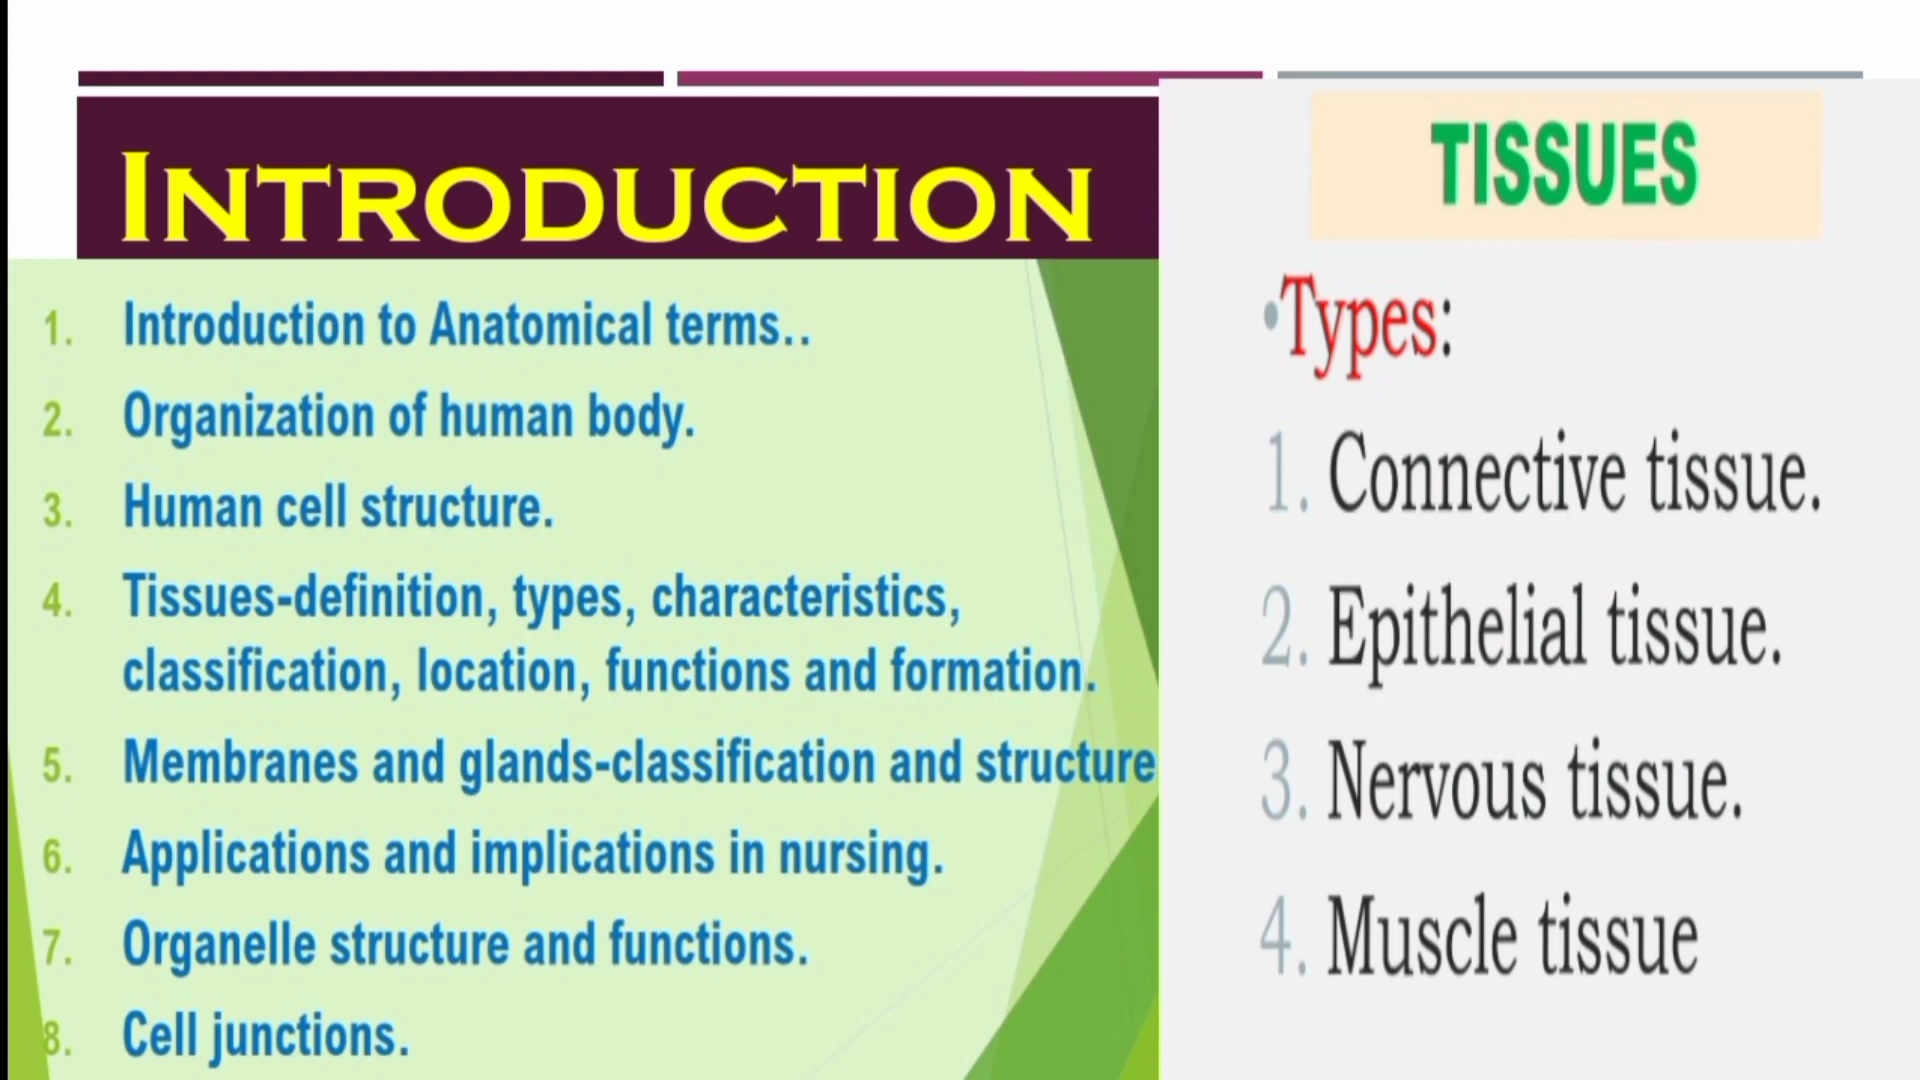 INTRODUCTION
1. Introduction to Anatomical terms..
2. Organization of human body.
3. Human cell structure.
4. Tissues-definition, types, characteristics,
classification, location, functions and formation.
5. Membranes and glands-classification and structure
6. Applications and implications in nursing.
7. Organelle structure and functions.
8. Cell junctions.
TISSUES
•Types:
1. Connective tissue.
2. Epithelial tissue.
3. Nervous tissue.
4. Muscle tissue